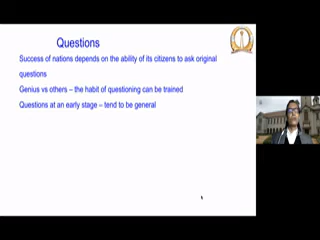 Questions
Success of nations depends on the ability of its citizens to ask original
questions
Genius vs others – the habit of questioning can be trained
Questions at an early stage – tend to be general